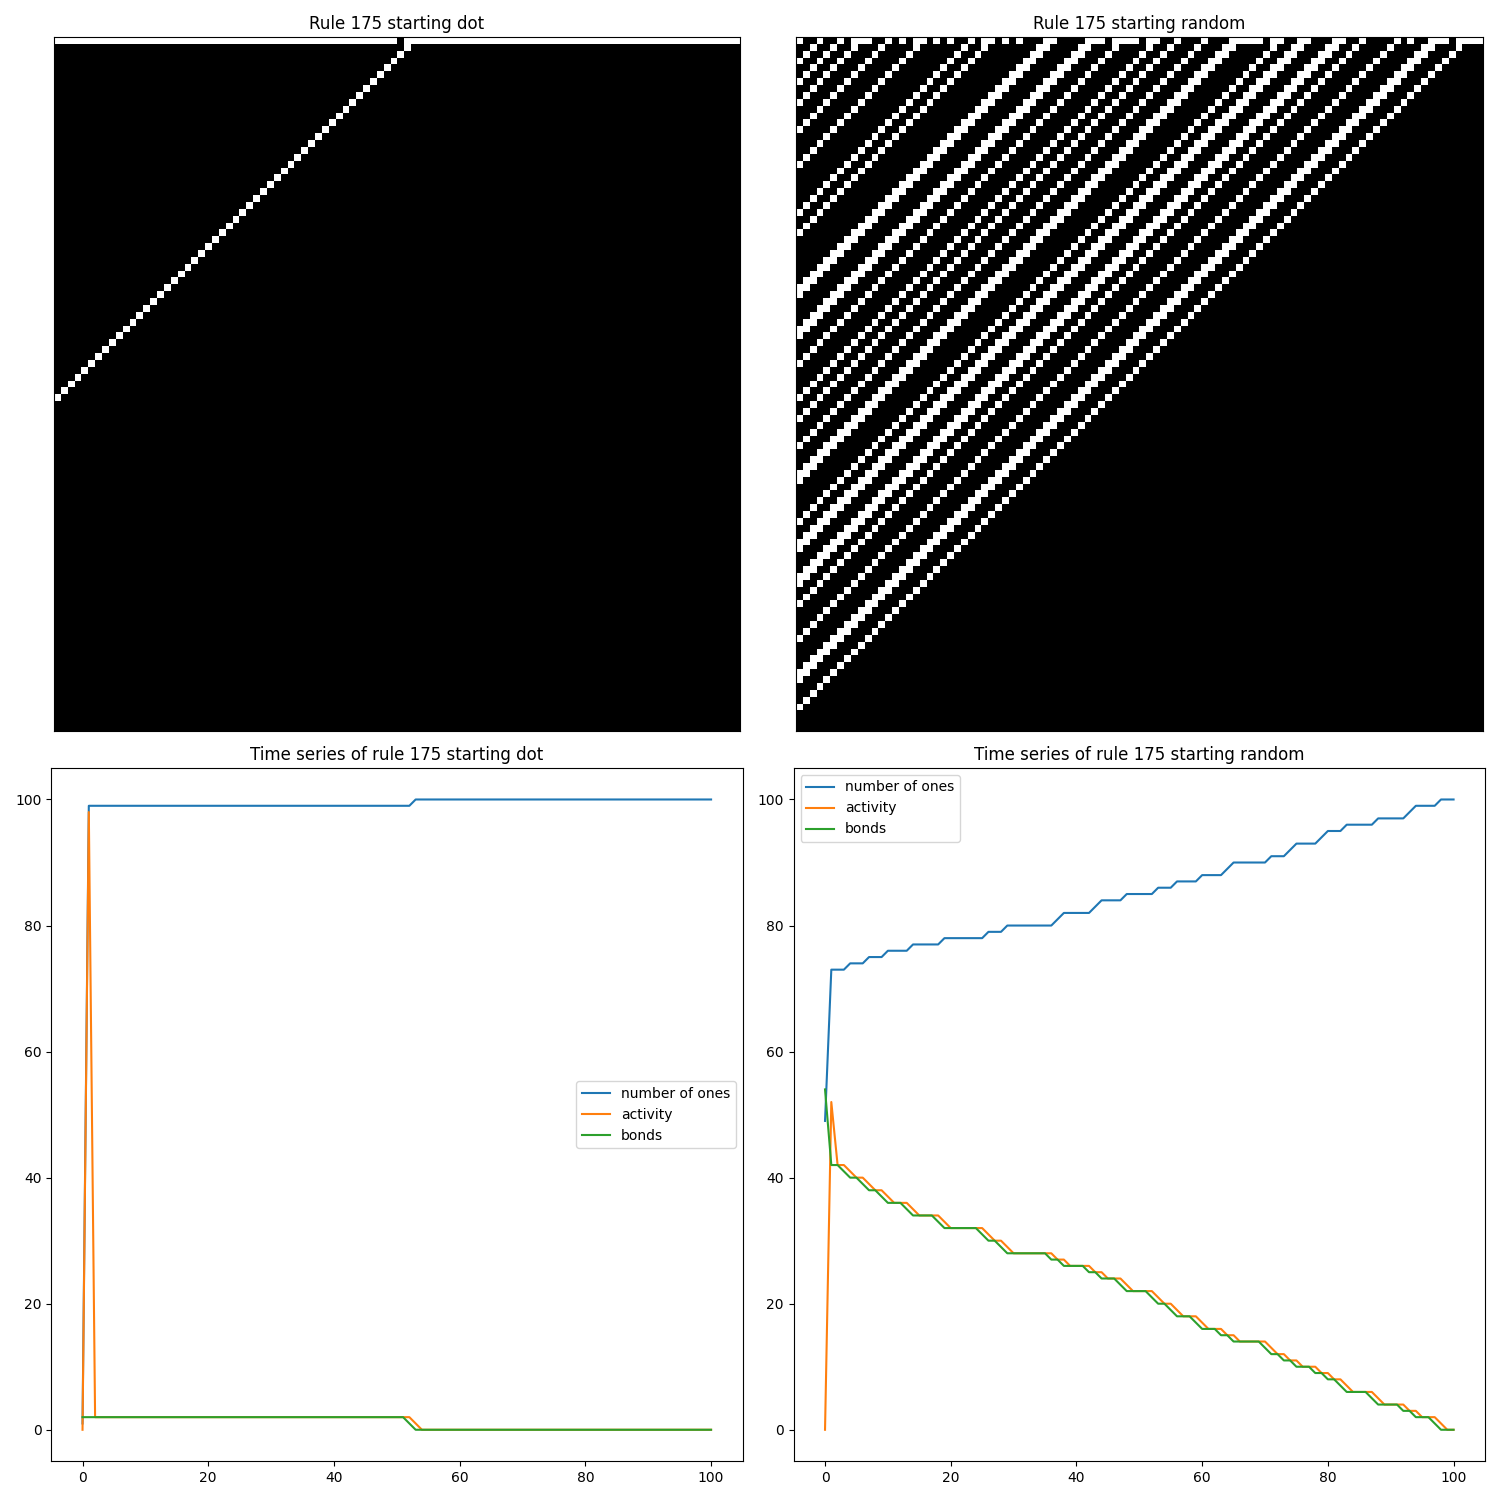 Rule 175 starting dot
Rule 175 starting random
Time series of rule 175 starting dot
100
80
60
40
20
0
0 20 40 60 80 100
number of ones
activity
bonds
Time series of rule 175 starting random
number of ones
activity
bonds
100
80
60
40
20
0
0 20 40 60 80 100